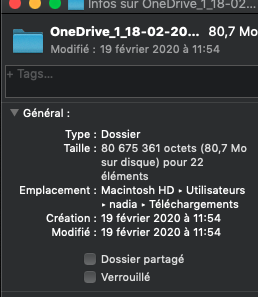 Infos sur OneDrive_1_18-02...
OneDrive_1_18-02-20... 80,7 Mo
Modifié : 19 février 2020 à 11:54
+ Tags...
Général :
Type : Dossier
Taille : 80 675 361 octets (80,7 Mo
sur disque) pour 22
éléments
Emplacement : Macintosh HD ▸ Utilisateurs
▸ nadia ▸ Téléchargements
Création : 19 février 2020 à 11:54
Modifié : 19 février 2020 à 11:54
Dossier partagé
Verrouillé